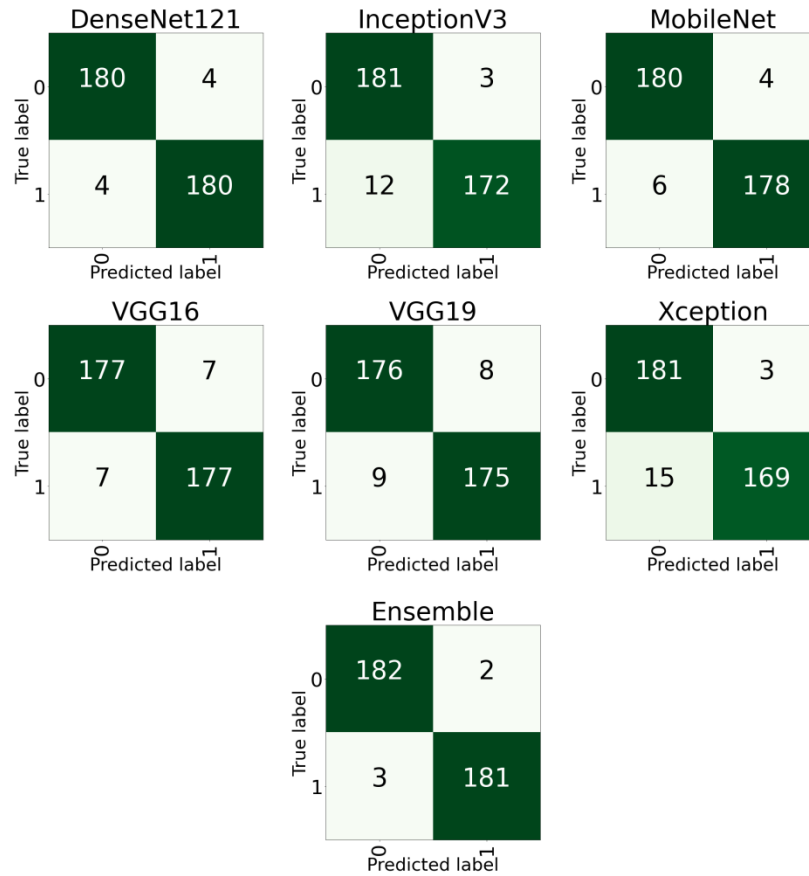 DenseNet121
True label
0
180
4
1
4
180
0
1
Predicted label
InceptionV3
True label
0
181
3
1
12
172
0
1
Predicted label
MobileNet
True label
0
180
4
1
6
178
0
1
Predicted label
VGG16
True label
0
177
7
1
7
177
0
1
Predicted label
VGG19
True label
0
176
8
1
9
175
0
1
Predicted label
Xception
True label
0
181
3
1
15
169
0
1
Predicted label
Ensemble
True label
0
182
2
1
3
181
0
1
Predicted label